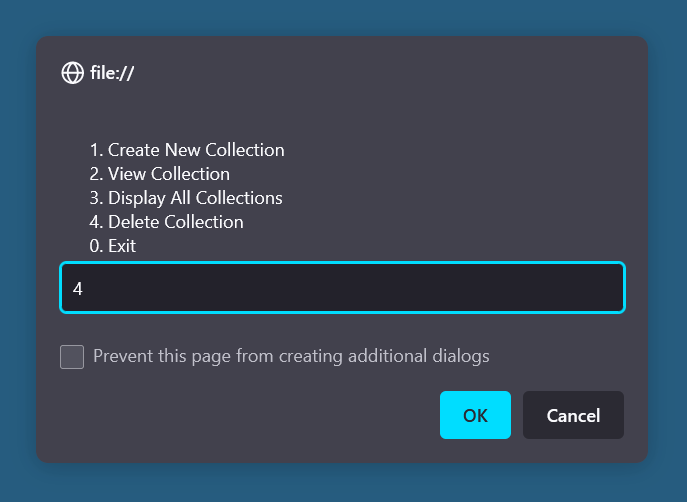 file://
1. Create New Collection
2. View Collection
3. Display All Collections
4. Delete Collection
0. Exit
4
Prevent this page from creating additional dialogs
OK Cancel